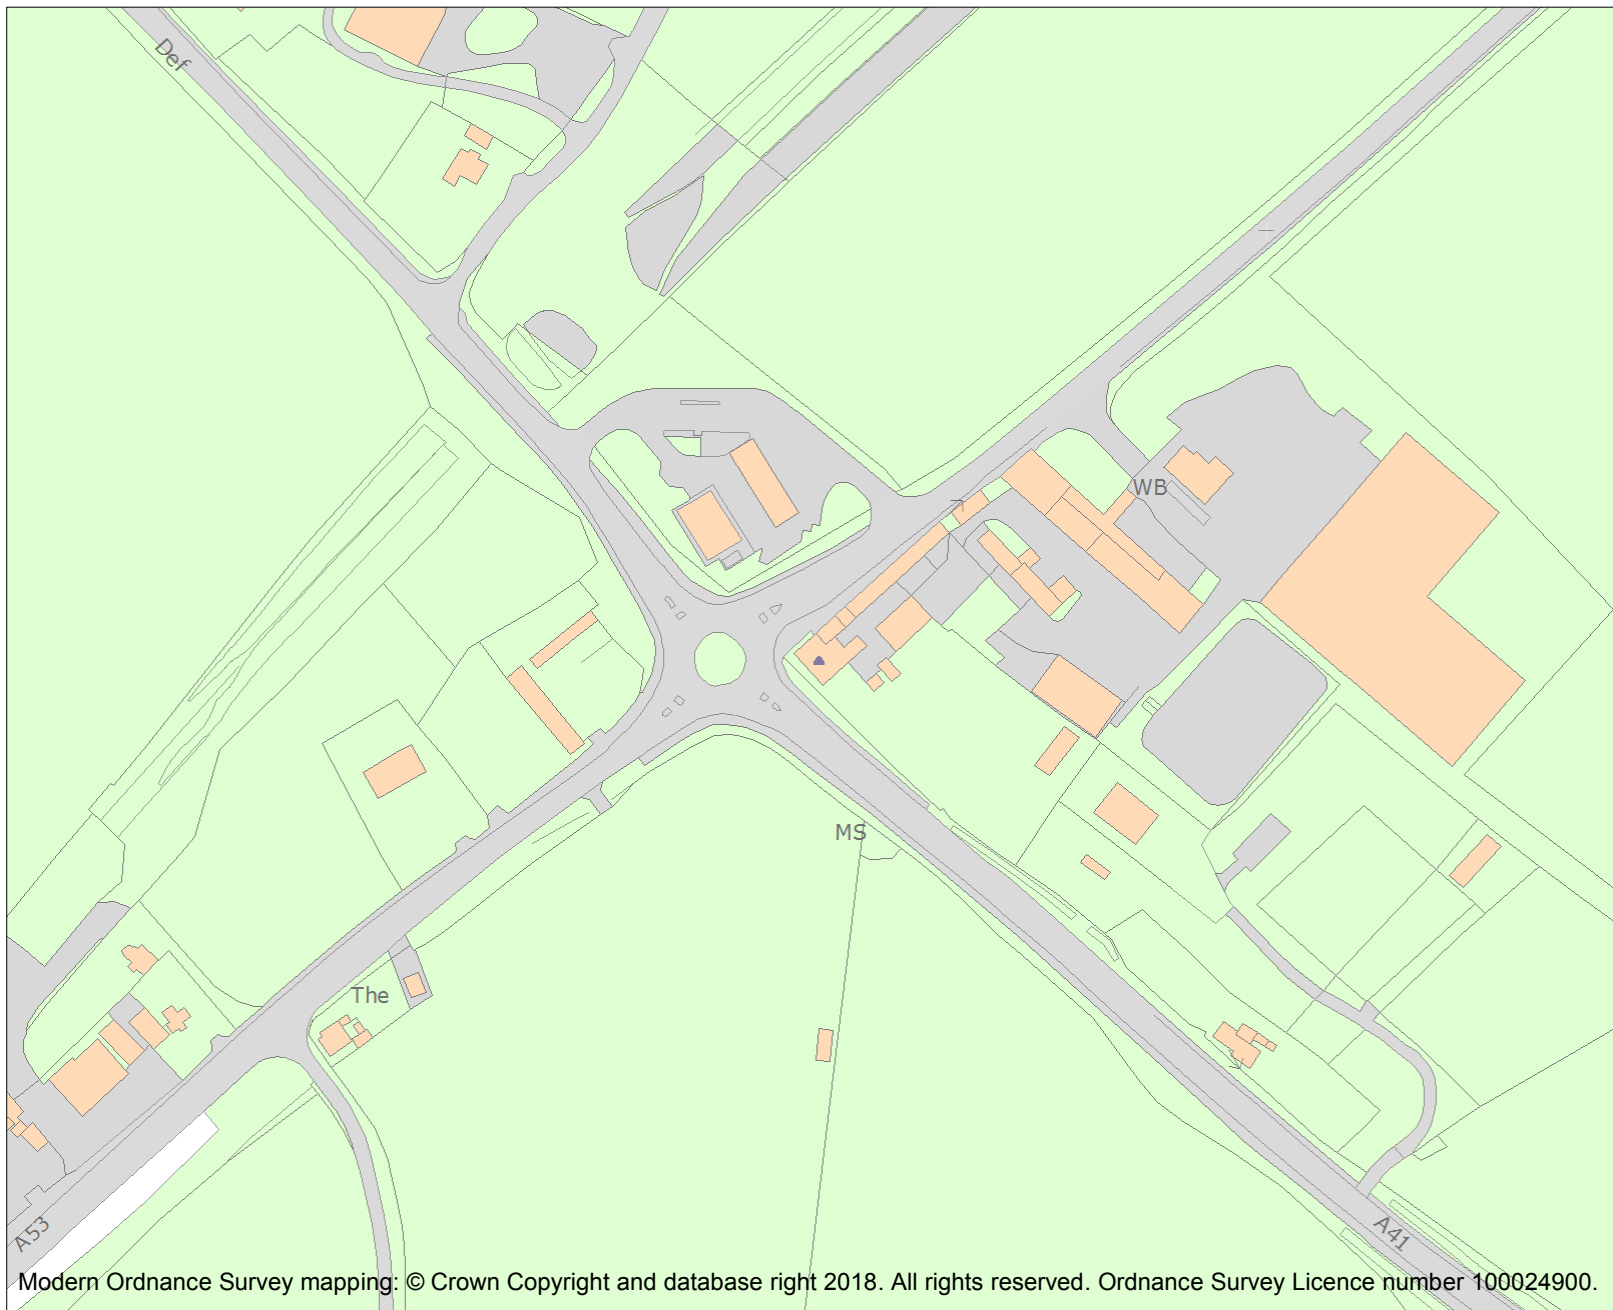 Def
WB
MS
The
A53
A41
Modern Ordnance Survey mapping: © Crown Copyright and database right 2018. All rights reserved. Ordnance Survey Licence number 100024900.